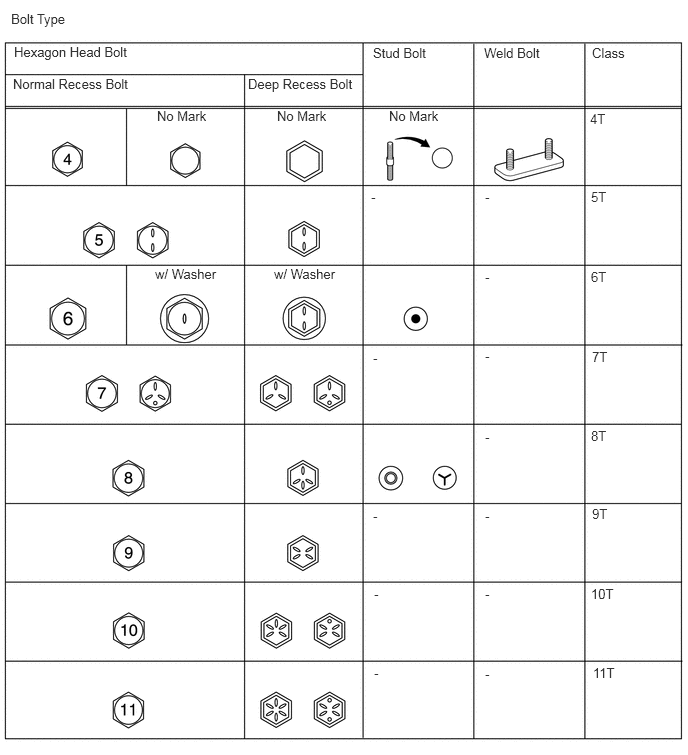 Bolt Type
Hexagon Head Bolt
Stud Bolt
Weld Bolt
Class
Normal Recess Bolt
Deep Recess Bolt
No Mark
No Mark
No Mark
4T
4
-
-
5T
5
w/ Washer
w/ Washer
-
6T
6
-
-
7T
7
-
8T
8
-
-
9T
9
-
-
10T
10
-
-
11T
11